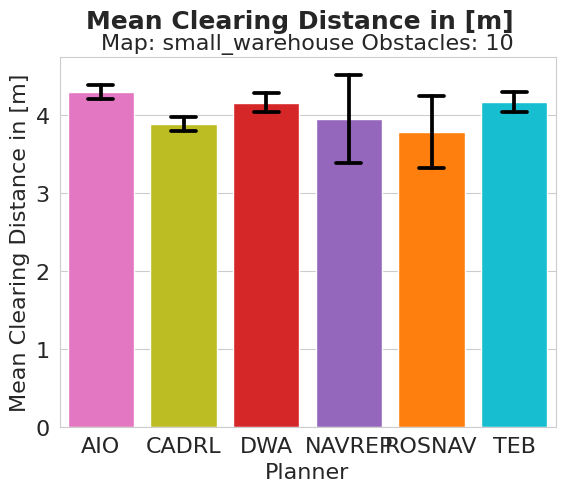 Mean Clearing Distance in [m]
Map: small_warehouse Obstacles: 10
Mean Clearing Distance in [m]
4
3
2
1
0
AIO CADRL DWA NAVREP ROSNAV TEB
Planner